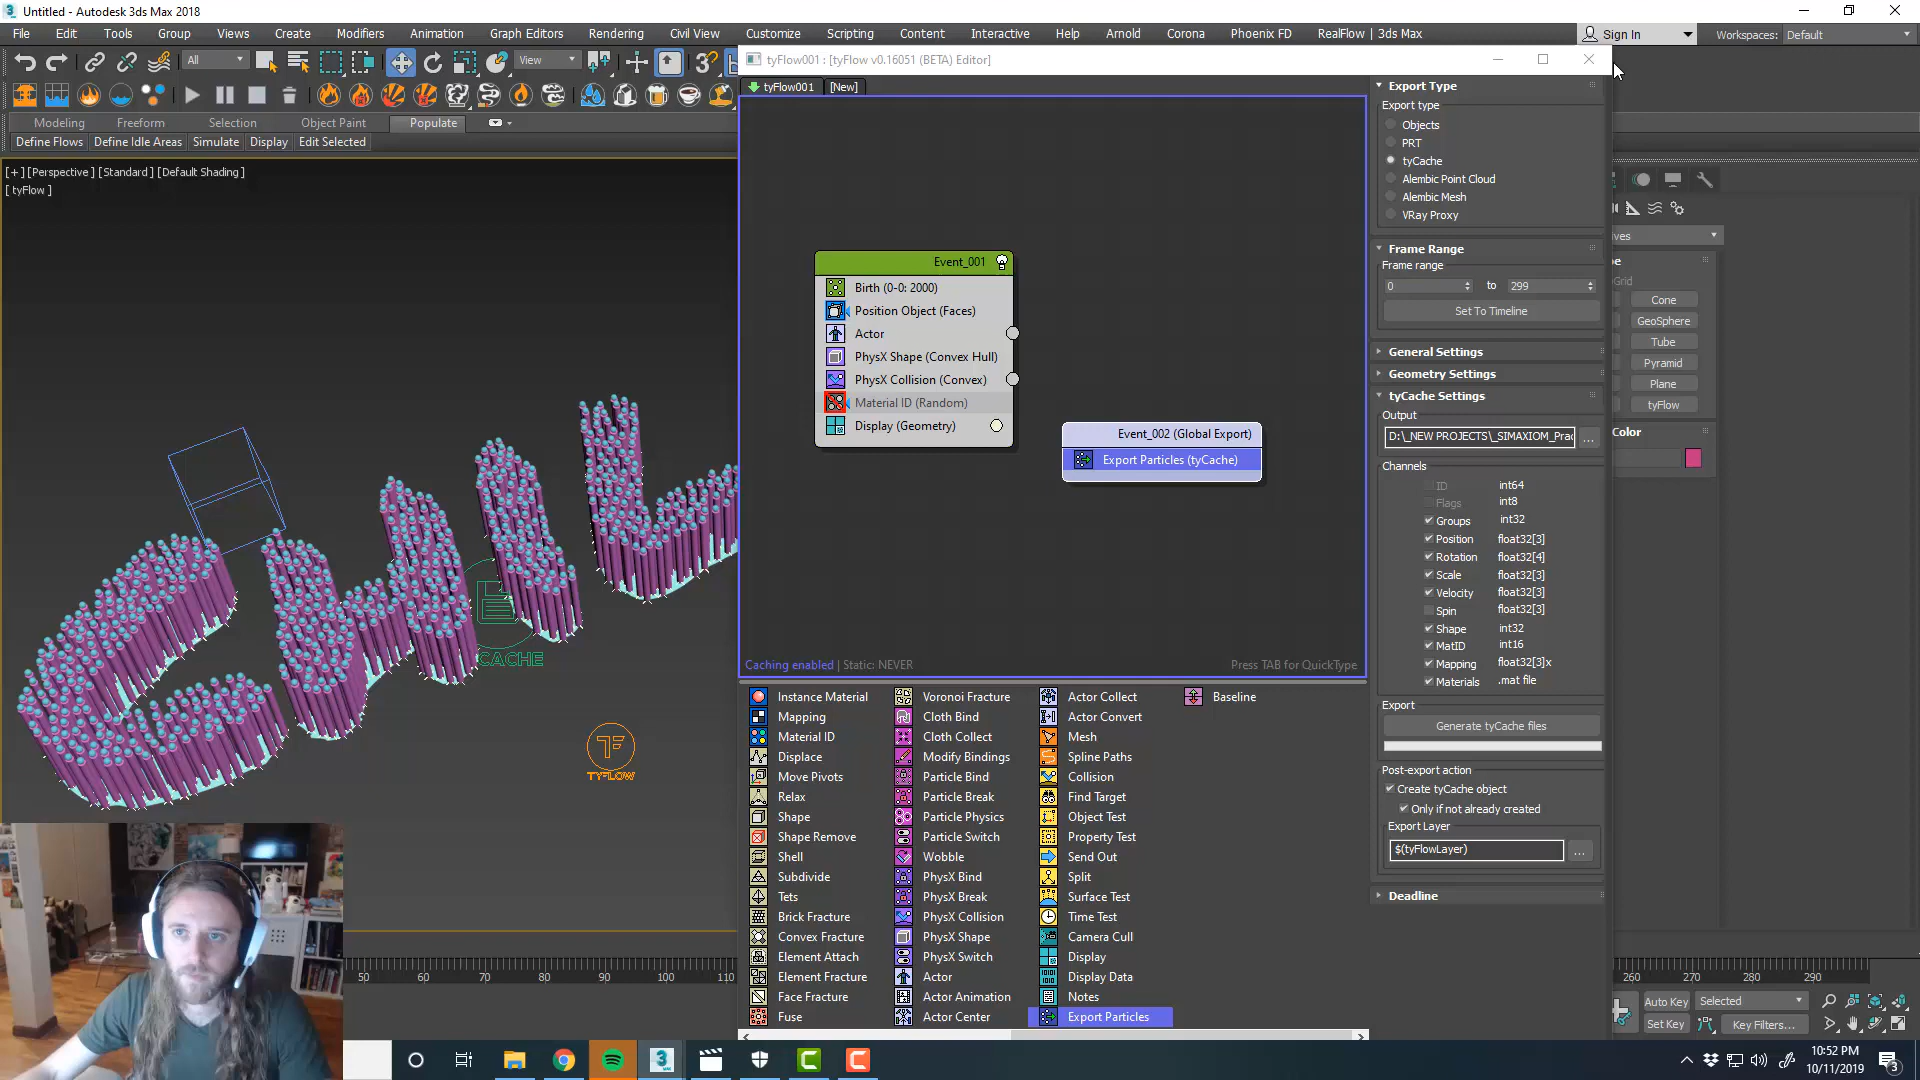 Untitled - Autodesk 3ds Max 2018
File Edit Tools Group Views Create Modifiers Animation Graph Editors Rendering Civil View Customize Scripting Content Interactive Help Arnold Corona Phoenix FD RealFlow | 3ds Max Sign In Workspaces: Default
All View
tyFlow001 : [tyFlow v0.16051 (BETA) Editor]
tyFlow001 [New]
Modeling Freeform Selection Object Paint Populate
Define Flows Define Idle Areas Simulate Display Edit Selected
[+] [Perspective ] [Standard ] [Default Shading ]
[ tyFlow ]
CACHE
TYFLOW
Event_001
Birth (0-0: 2000)
Position Object (Faces)
Actor
PhysX Shape (Convex Hull)
PhysX Collision (Convex)
Material ID (Random)
Display (Geometry)
Event_002 (Global Export)
Export Particles (tyCache)
Caching enabled | Static: NEVER
Press TAB for QuickType
Instance Material Voronoi Fracture Actor Collect Baseline
Mapping Cloth Bind Actor Convert
Material ID Cloth Collect Mesh
Displace Modify Bindings Spline Paths
Move Pivots Particle Bind Collision
Relax Particle Break Find Target
Shape Particle Physics Object Test
Shape Remove Particle Switch Property Test
Shell Wobble Send Out
Subdivide PhysX Bind Split
Tets PhysX Break Surface Test
Brick Fracture PhysX Collision Time Test
Convex Fracture PhysX Shape Camera Cull
Element Attach PhysX Switch Display
Element Fracture Actor Display Data
Face Fracture Actor Animation Notes
Fuse Actor Center Export Particles
Export Type
Export type
Objects
PRT
tyCache
Alembic Point Cloud
Alembic Mesh
VRay Proxy
Frame Range
Frame range
0 to 299
Set To Timeline
General Settings
Geometry Settings
tyCache Settings
Output
D:\_NEW PROJECTS\_SIMAXIOM_Prac ...
Channels
ID int64
Flags int8
Groups int32
Position float32[3]
Rotation float32[4]
Scale float32[3]
Velocity float32[3]
Spin float32[3]
Shape int32
MatID int16
Mapping float32[3]x
Materials .mat file
Export
Generate tyCache files
Post-export action
Create tyCache object
Only if not already created
Export Layer
$(tyFlowLayer) ...
Deadline
ives
pe
Grid
Cone
GeoSphere
Tube
Pyramid
Plane
tyFlow
Color
50 60 70 80 90 100 110
260 270 280 290
Auto Key Selected
Set Key Key Filters...
10:52 PM
10/11/2019
3